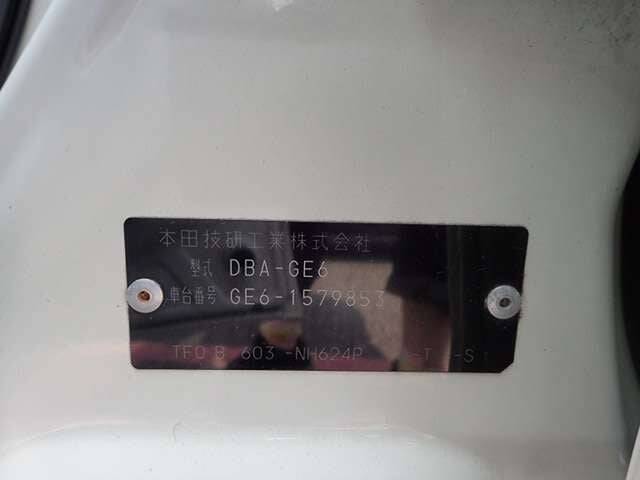 本田技研工業株式会社
型式 DBA-GE6
車台番号 GE6-1579853
TFO B 603 -NH624P -T -S